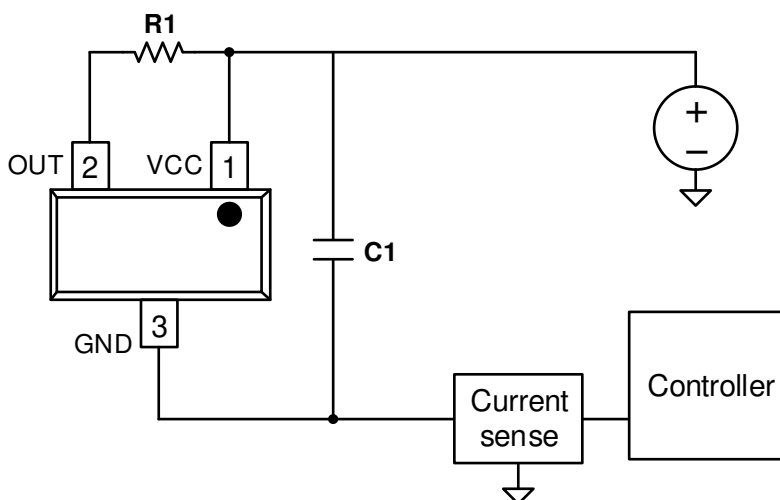 R1
OUT
2
VCC
1
+
−
C1
3
GND
Current
sense
Controller